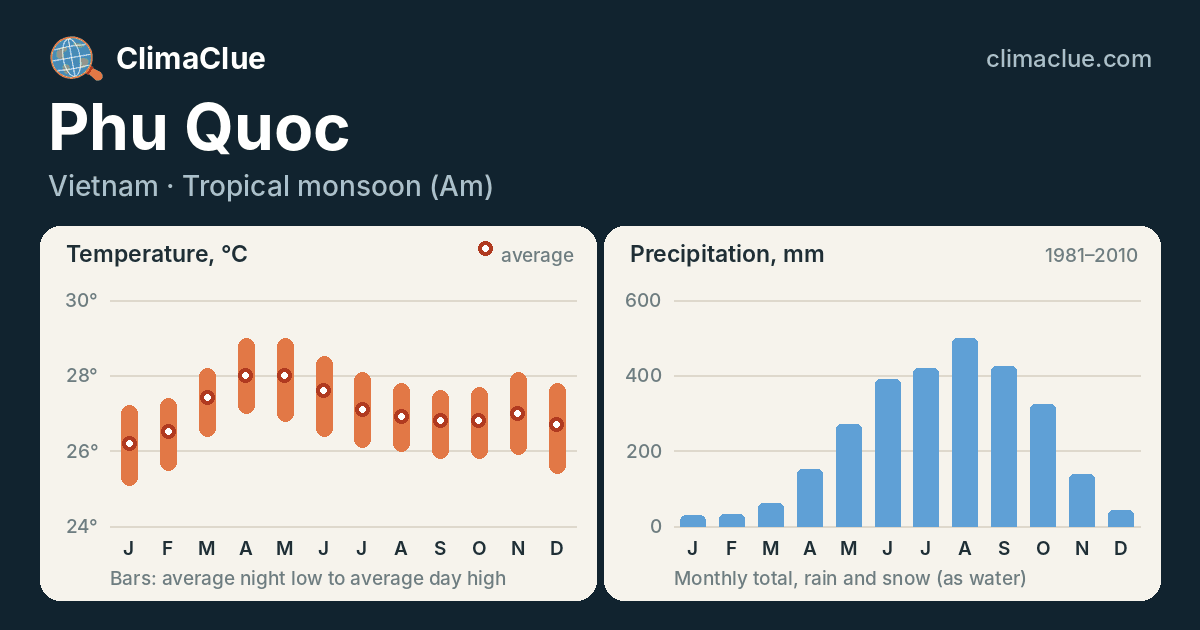 ClimaClue
climaclue.com
Phu Quoc
Vietnam · Tropical monsoon (Am)
Temperature, °C
average
30°
28°
26°
24°
J F M A M J J A S O N D
Bars: average night low to average day high
Precipitation, mm
1981–2010
600
400
200
0
J F M A M J J A S O N D
Monthly total, rain and snow (as water)